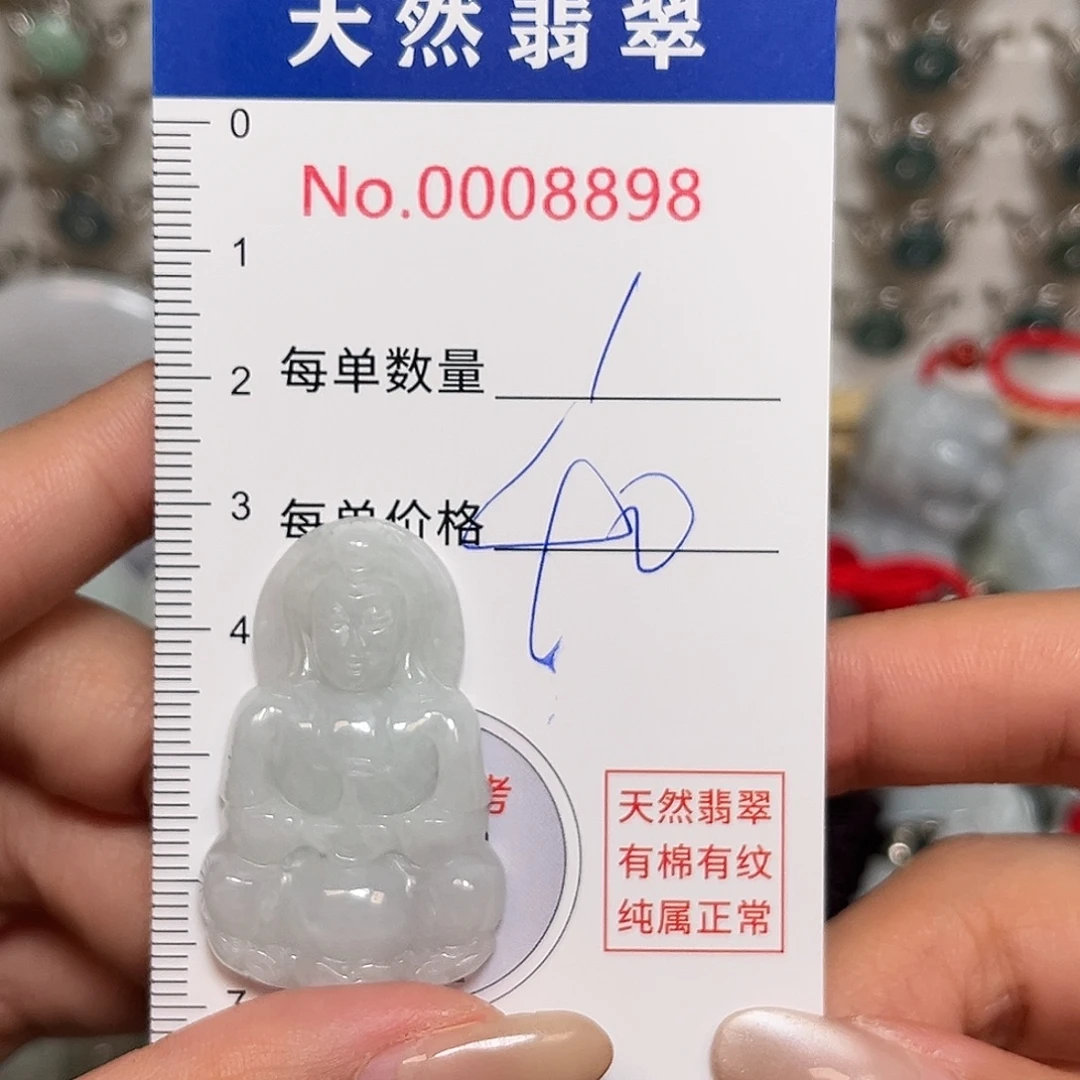 天然翡翠
0
No.0008898
1
每单数量 1
2
每单价格 40
3
4
7
天然翡翠
有棉有纹
纯属正常